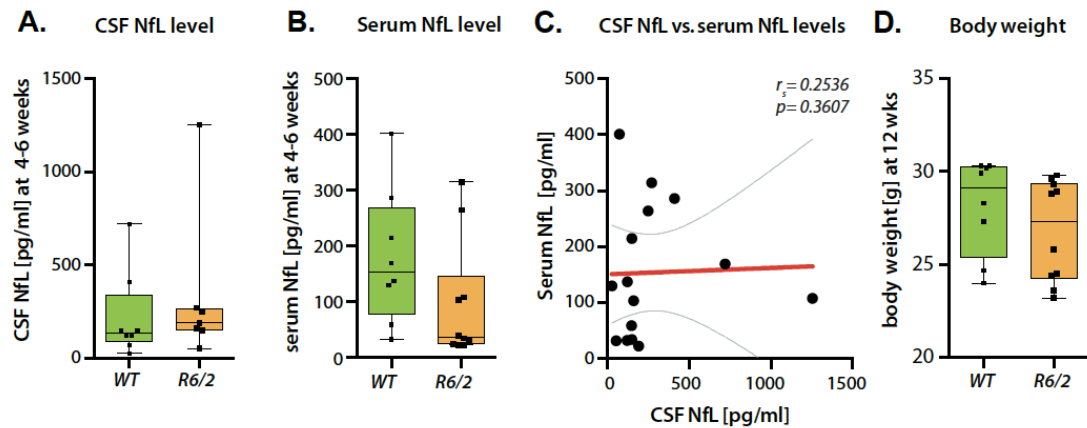 A. CSF NfL level
CSF NfL [pg/ml] at 4-6 weeks
1500
1000
500
0
WT R6/2
B. Serum NfL level
serum NfL [pg/ml] at 4-6 weeks
500
400
300
200
100
0
WT R6/2
C. CSF NfL vs. serum NfL levels
Serum NfL [pg/ml]
500
400
300
200
100
0
r_s = 0.2536
p = 0.3607
0 500 1000 1500
CSF NfL [pg/ml]
D. Body weight
body weight [g] at 12 wks
35
30
25
20
WT R6/2